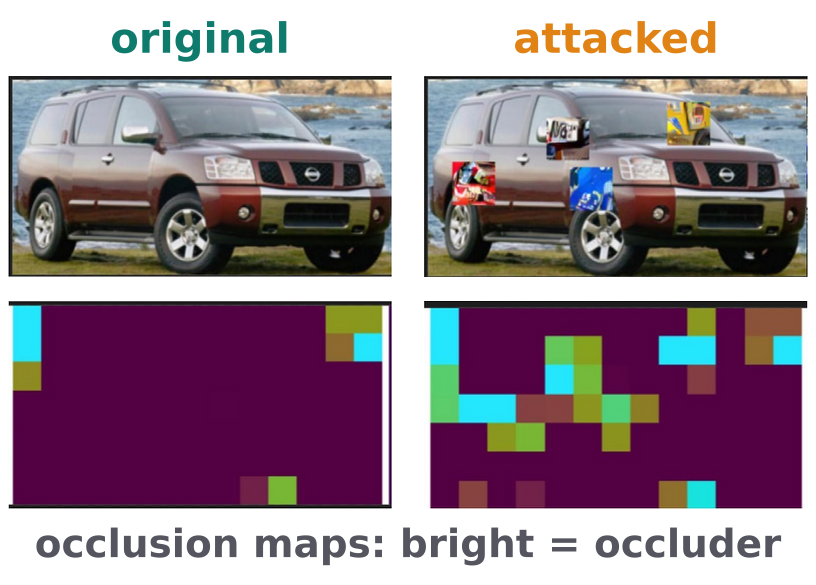 original
attacked
occlusion maps: bright = occluder